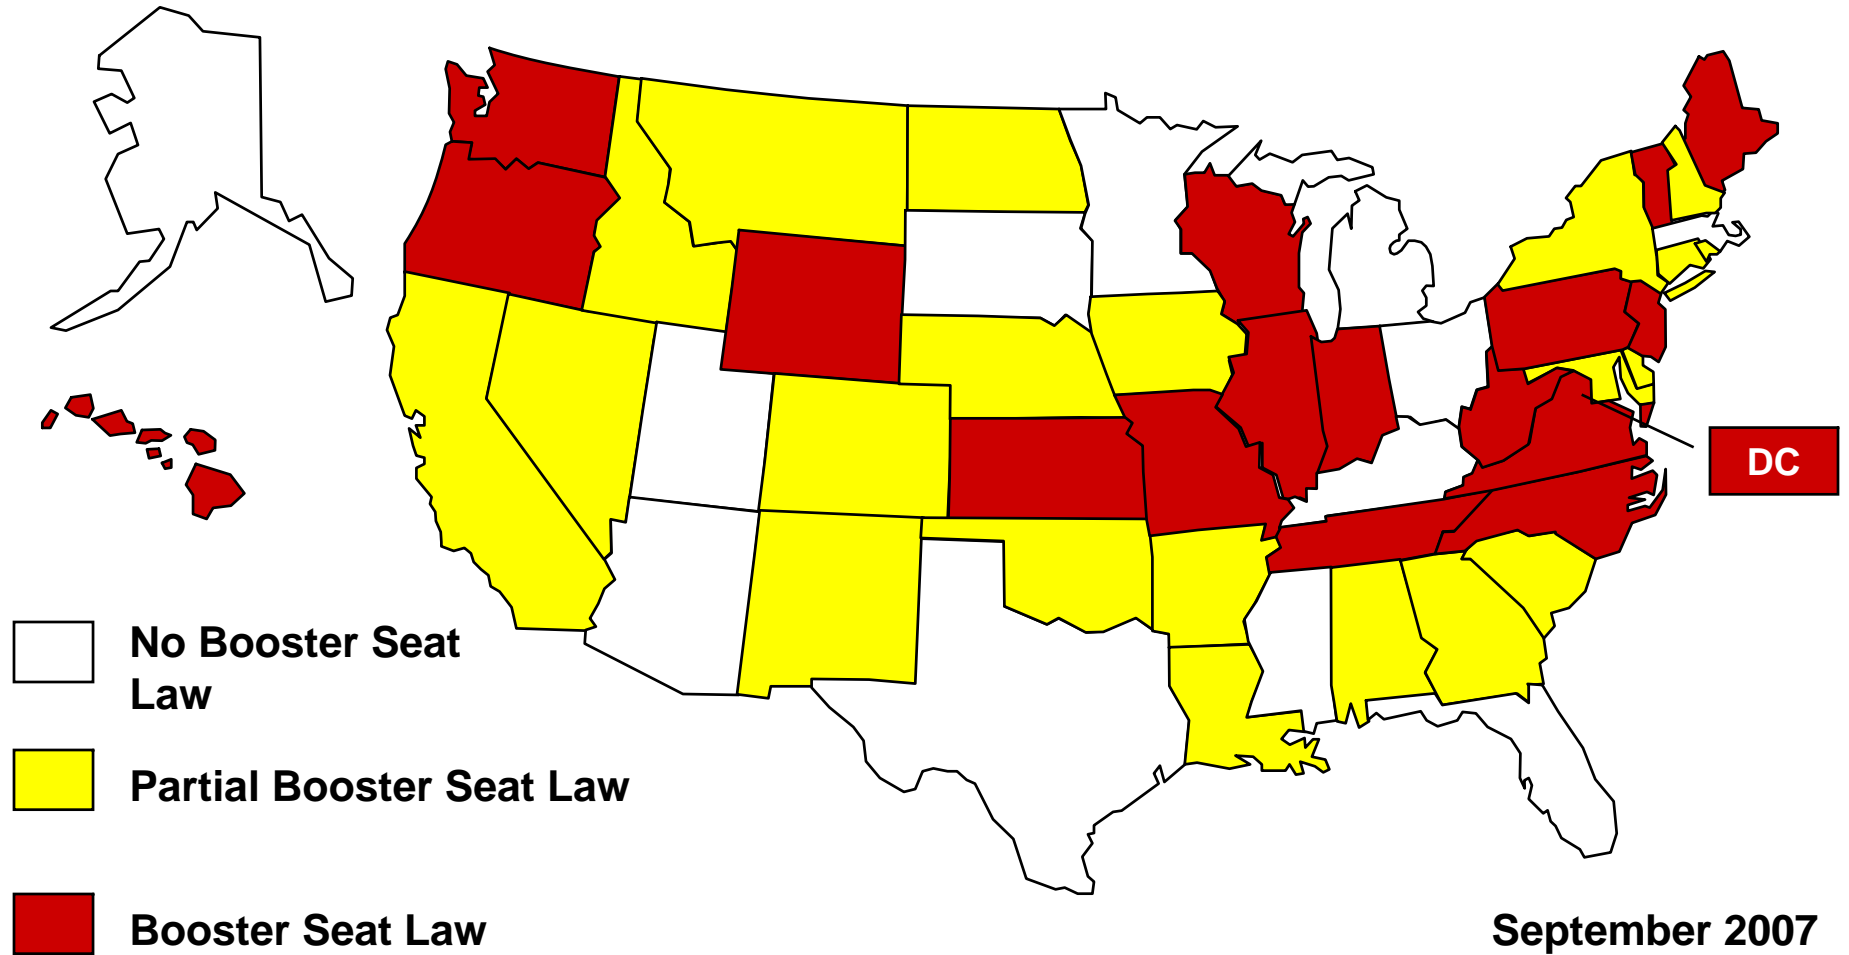 DC
No Booster Seat
Law
Partial Booster Seat Law
Booster Seat Law
September 2007